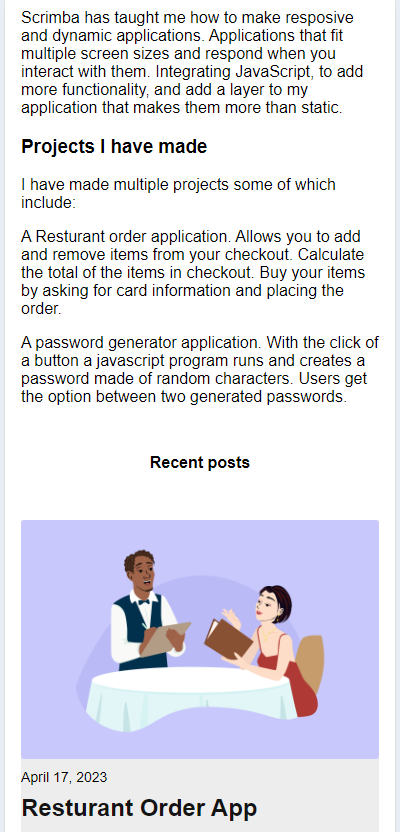 Scrimba has taught me how to make resposive
and dynamic applications. Applications that fit
multiple screen sizes and respond when you
interact with them. Integrating JavaScript, to add
more functionality, and add a layer to my
application that makes them more than static.
Projects I have made
I have made multiple projects some of which
include:
A Resturant order application. Allows you to add
and remove items from your checkout. Calculate
the total of the items in checkout. Buy your items
by asking for card information and placing the
order.
A password generator application. With the click of
a button a javascript program runs and creates a
password made of random characters. Users get
the option between two generated passwords.
Recent posts
April 17, 2023
Resturant Order App